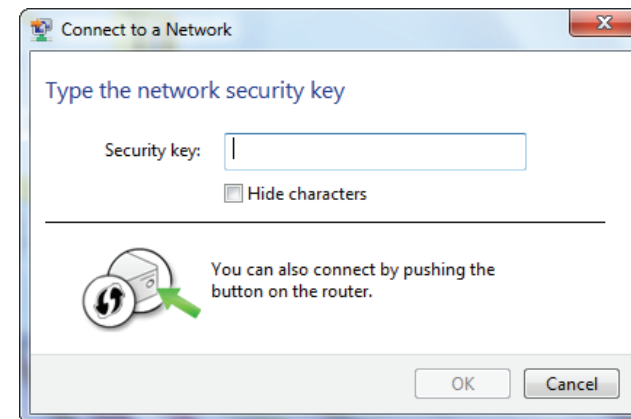 Connect to a Network
Type the network security key
Security key:
Hide characters
You can also connect by pushing the
button on the router.
OK
Cancel